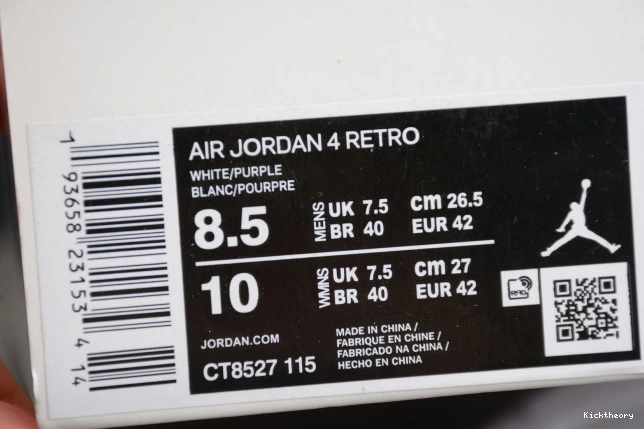 AIR JORDAN 4 RETRO
WHITE/PURPLE
BLANC/POURPRE
8.5 MENS UK 7.5 cm 26.5
BR 40 EUR 42
10 WMNS UK 7.5 cm 27
BR 40 EUR 42
JORDAN.COM
CT8527 115
MADE IN CHINA /
FABRIQUE EN CHINE /
FABRICADO NA CHINA /
HECHO EN CHINA
RFID
1 93658 23153 4 14
Kicktheory